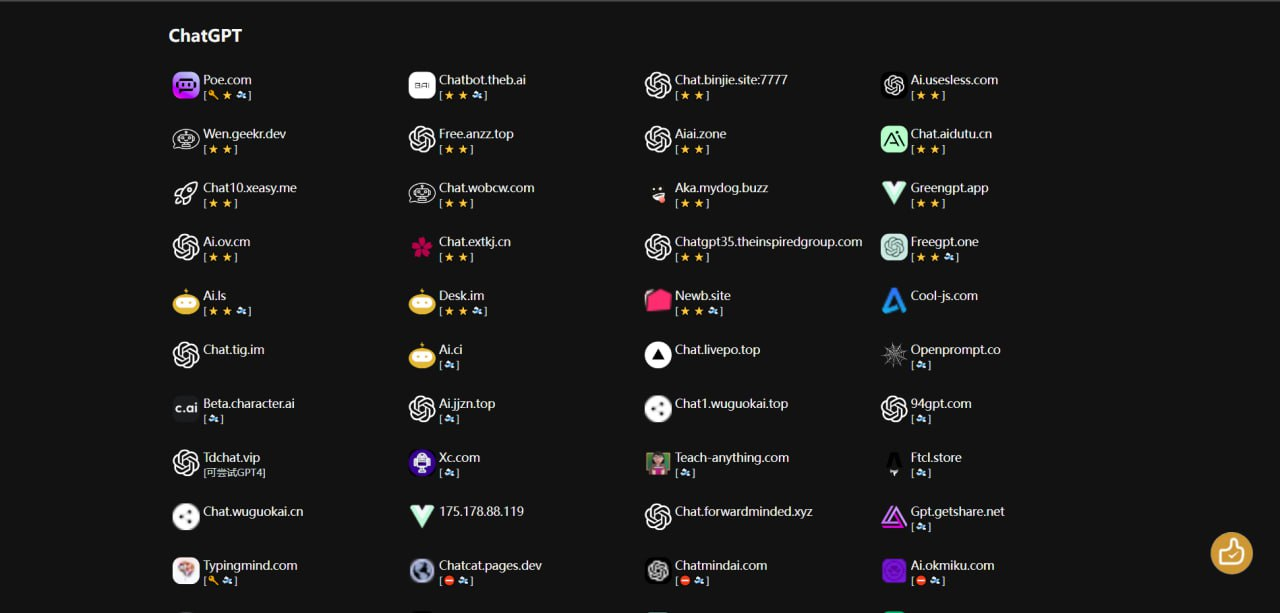 ChatGPT
Poe.com
[🔑 ⭐ 🛰️]
Chatbot.theb.ai
[⭐ ⭐ 🛰️]
Chat.binjie.site:7777
[⭐ ⭐]
Ai.usesless.com
[⭐ ⭐]
Wen.geekr.dev
[⭐ ⭐]
Free.anzz.top
[⭐ ⭐]
Aiai.zone
[⭐ ⭐]
Chat.aidutu.cn
[⭐ ⭐]
Chat10.xeasy.me
[⭐ ⭐]
Chat.wobcw.com
[⭐ ⭐]
Aka.mydog.buzz
[⭐ ⭐]
Greengpt.app
[⭐ ⭐]
Ai.ov.cm
[⭐ ⭐]
Chat.extkj.cn
[⭐ ⭐]
Chatgpt35.theinspiredgroup.com
[⭐ ⭐]
Freegpt.one
[⭐ ⭐ 🛰️]
Ai.ls
[⭐ ⭐ 🛰️]
Desk.im
[⭐ ⭐ 🛰️]
Newb.site
[⭐ ⭐ 🛰️]
Cool-js.com
Chat.tig.im
Ai.ci
[🛰️]
Chat.livepo.top
Openprompt.co
[🛰️]
c.ai
Beta.character.ai
[🛰️]
Ai.jjzn.top
[🛰️]
Chat1.wuguokai.top
94gpt.com
[🛰️]
Tdchat.vip
[可尝试GPT4]
Xc.com
[🛰️]
Teach-anything.com
[🛰️]
Ftcl.store
[🛰️]
Chat.wuguokai.cn
175.178.88.119
Chat.forwardminded.xyz
Gpt.getshare.net
[🛰️]
Typingmind.com
[🔑 🛰️]
Chatcat.pages.dev
[⛔ 🛰️]
Chatmindai.com
[⛔ 🛰️]
Ai.okmiku.com
[⛔ 🛰️]